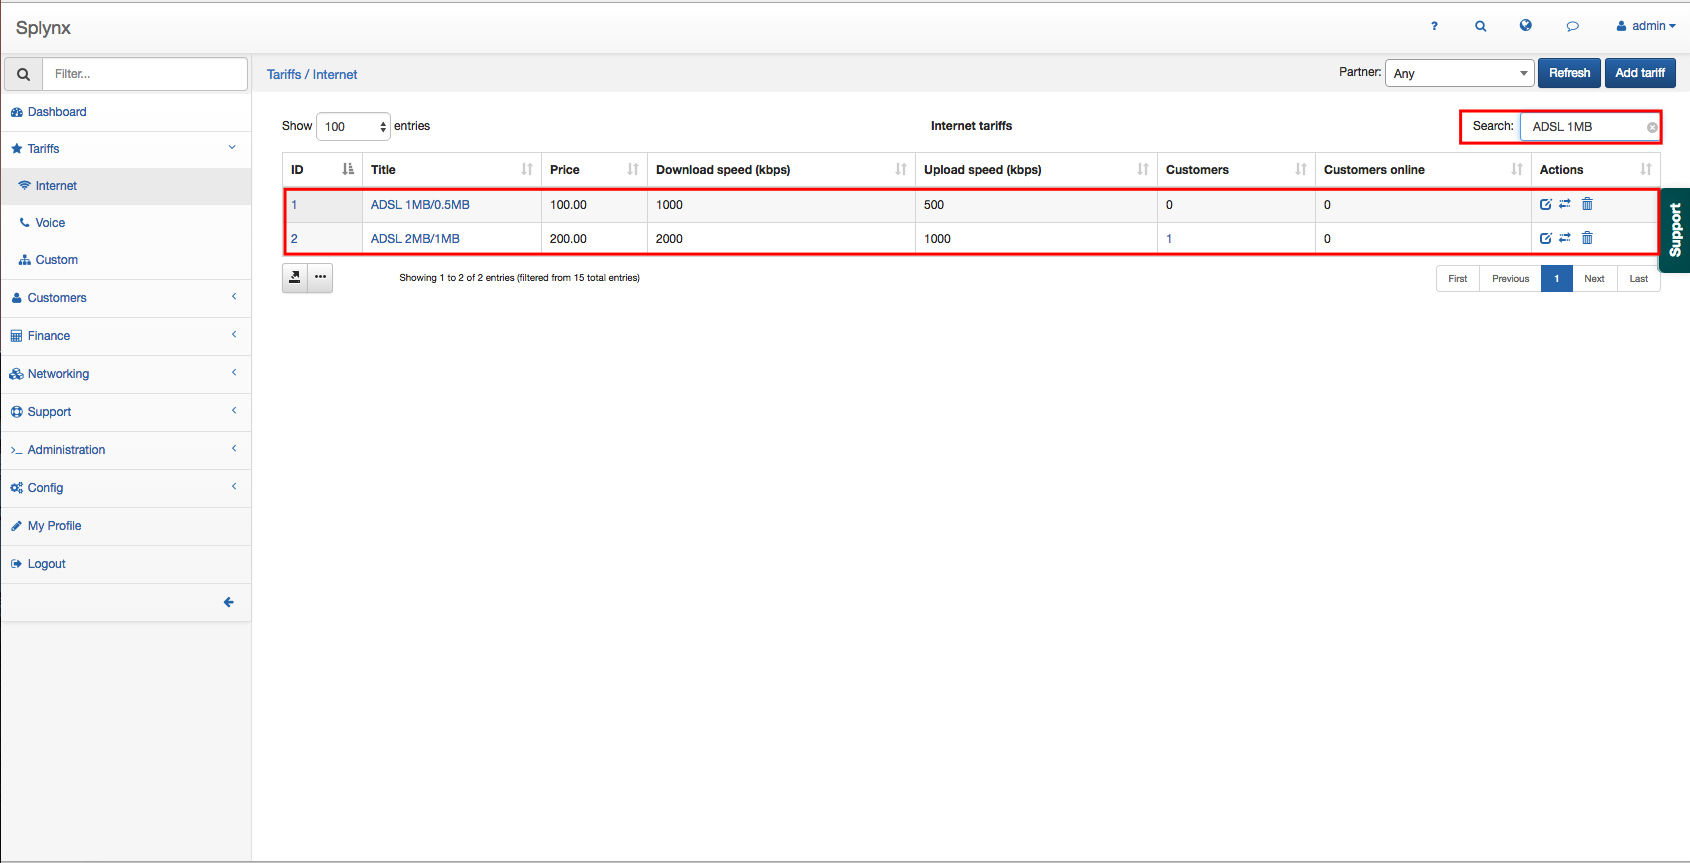 Splynx
? admin
Filter...
Tariffs / Internet
Partner: Any Refresh Add tariff
Dashboard
Tariffs
Internet
Voice
Custom
Customers
Finance
Networking
Support
Administration
Config
My Profile
Logout
Show 100 entries
Internet tariffs
Search: ADSL 1MB
ID Title Price Download speed (kbps) Upload speed (kbps) Customers Customers online Actions
1 ADSL 1MB/0.5MB 100.00 1000 500 0 0
2 ADSL 2MB/1MB 200.00 2000 1000 1 0
Showing 1 to 2 of 2 entries (filtered from 15 total entries)
First Previous 1 Next Last
Support